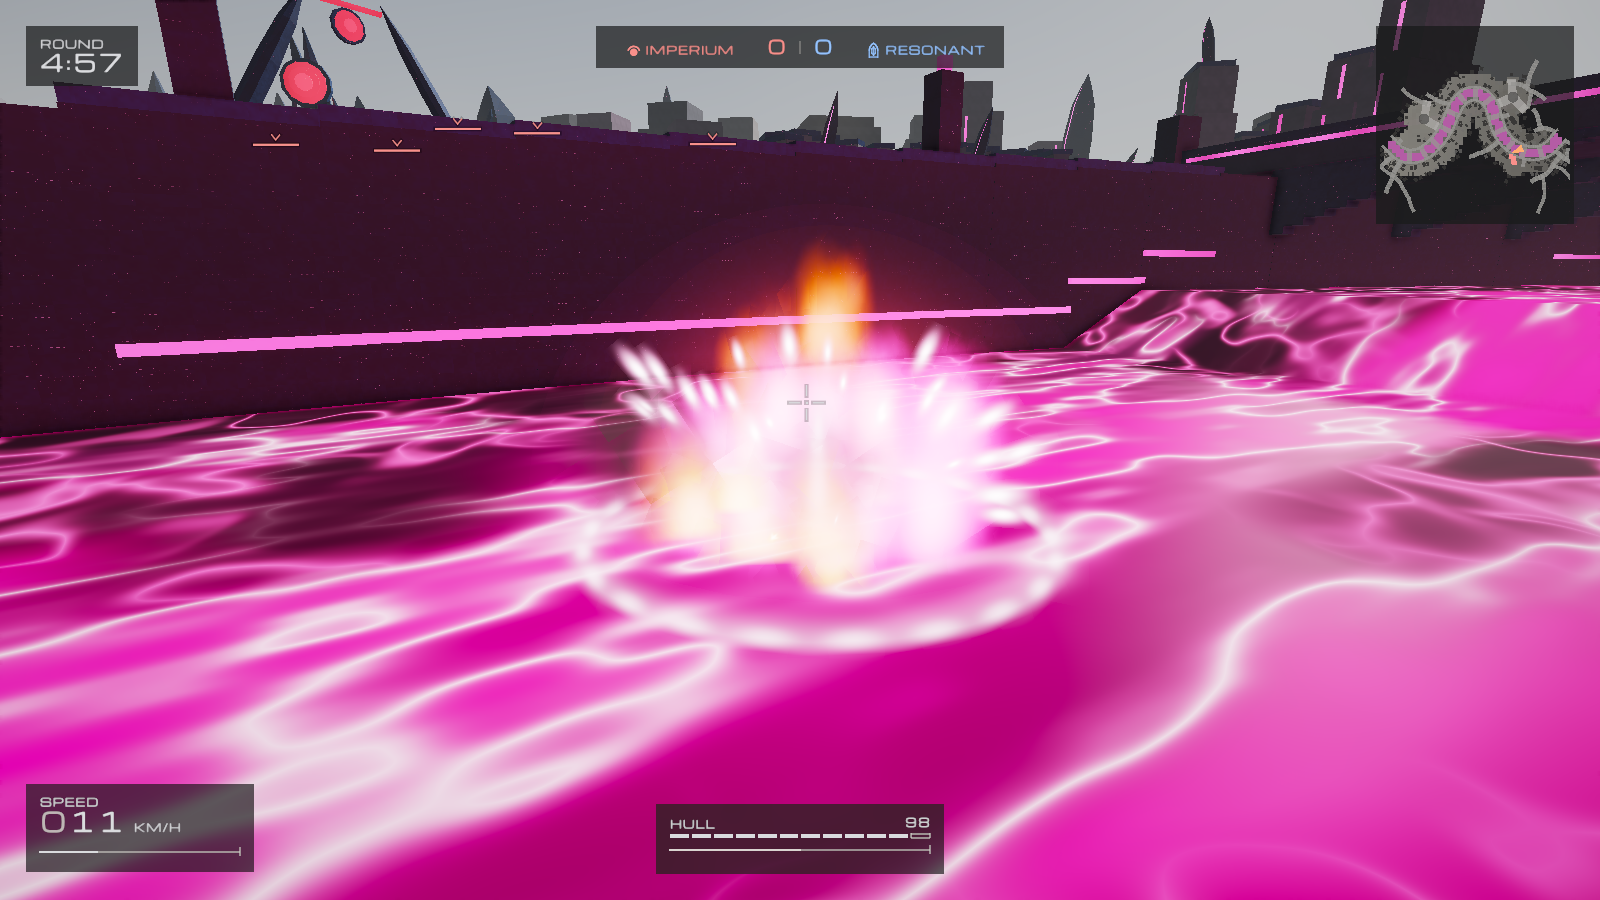 ROUND
4:57
IMPERIUM 0 | 0 RESONANT
SPEED
011 KM/H
HULL 98